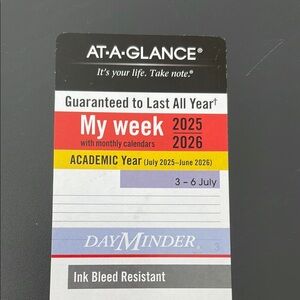 AT-A-GLANCE®
It's your life. Take note.®
Guaranteed to Last All Year†
My week 2025
with monthly calendars 2026
ACADEMIC Year (July 2025–June 2026)
3 – 6 July
DAYMINDER®
3
Ink Bleed Resistant